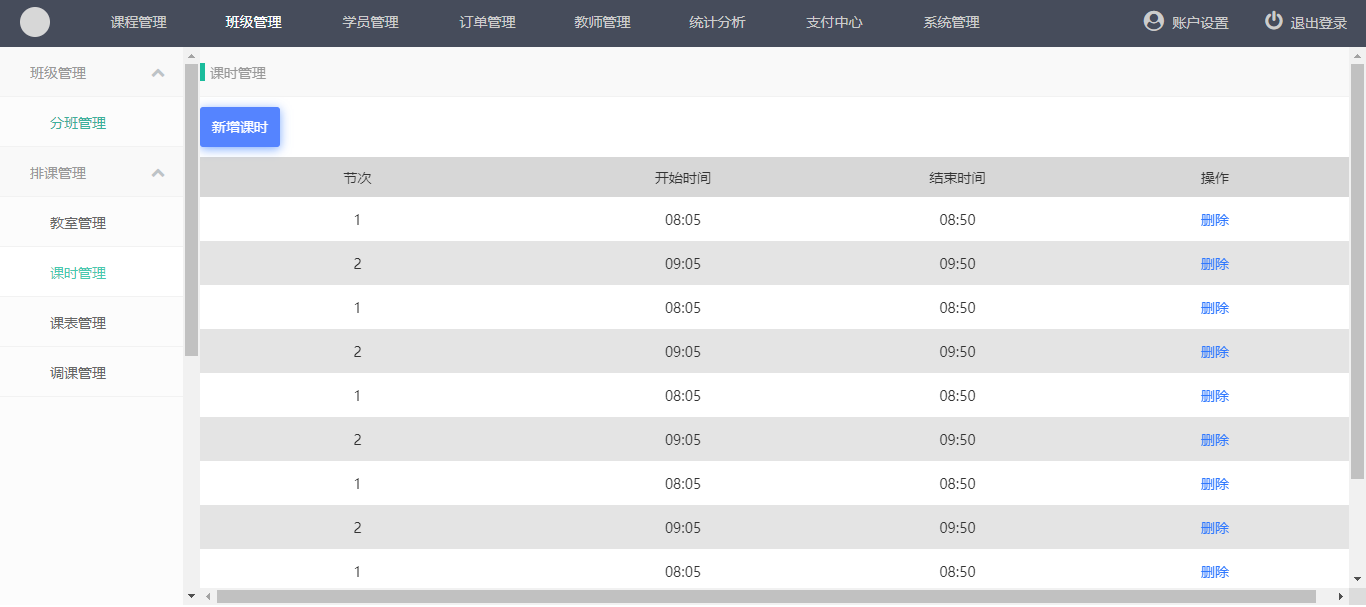 课程管理 班级管理 学员管理 订单管理 教师管理 统计分析 支付中心 系统管理 账户设置 退出登录
班级管理
分班管理
排课管理
教室管理
课时管理
课表管理
调课管理
课时管理
新增课时
节次 开始时间 结束时间 操作
1 08:05 08:50 删除
2 09:05 09:50 删除
1 08:05 08:50 删除
2 09:05 09:50 删除
1 08:05 08:50 删除
2 09:05 09:50 删除
1 08:05 08:50 删除
2 09:05 09:50 删除
1 08:05 08:50 删除